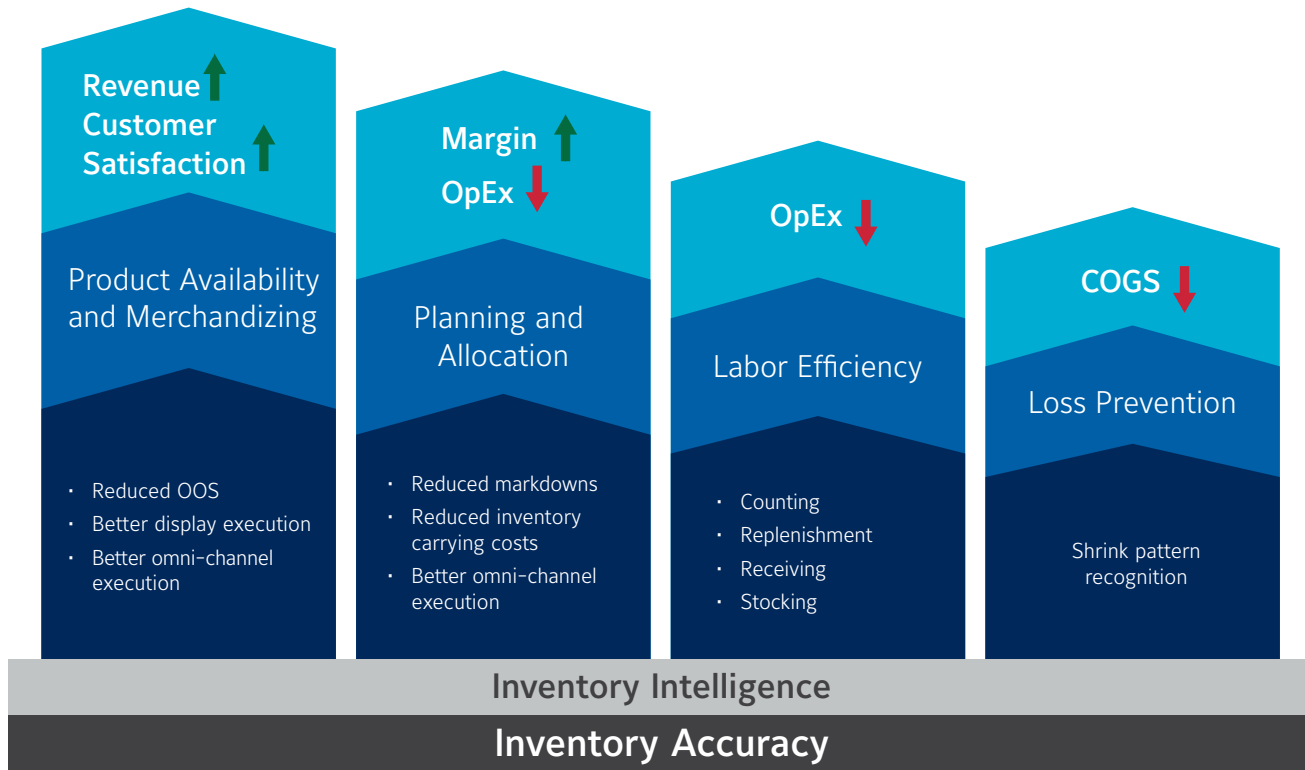 Revenue
Customer
Satisfaction
Product Availability
and Merchandizing
· Reduced OOS
· Better display execution
· Better omni-channel
execution
Margin
OpEx
Planning and
Allocation
· Reduced markdowns
· Reduced inventory
carrying costs
· Better omni-channel
execution
OpEx
Labor Efficiency
· Counting
· Replenishment
· Receiving
· Stocking
COGS
Loss Prevention
Shrink pattern
recognition
Inventory Intelligence
Inventory Accuracy